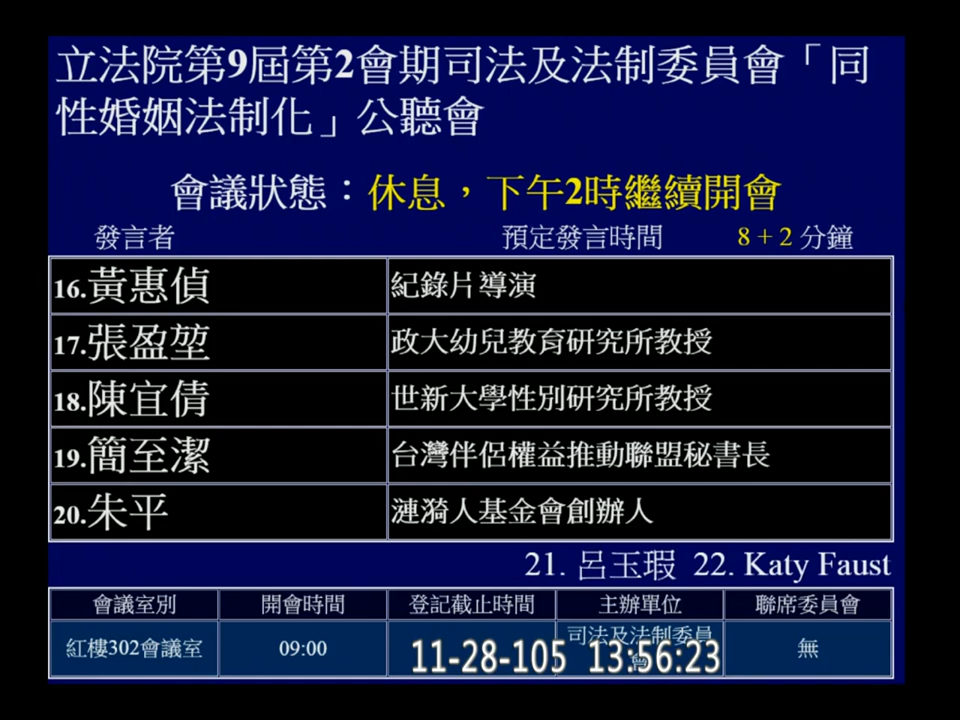 立法院第9屆第2會期司法及法制委員會「同
性婚姻法制化」公聽會
會議狀態：休息，下午2時繼續開會
發言者 預定發言時間 8 + 2 分鐘
16.黃惠偵 紀錄片導演
17.張盈堃 政大幼兒教育研究所教授
18.陳宜倩 世新大學性別研究所教授
19.簡至潔 台灣伴侶權益推動聯盟秘書長
20.朱平 漣漪人基金會創辦人
21. 呂玉瑕 22. Katy Faust
會議室別 開會時間 登記截止時間 主辦單位 聯席委員會
紅樓302會議室 09:00 司法及法制委員會 無
11-28-105 13:56:23